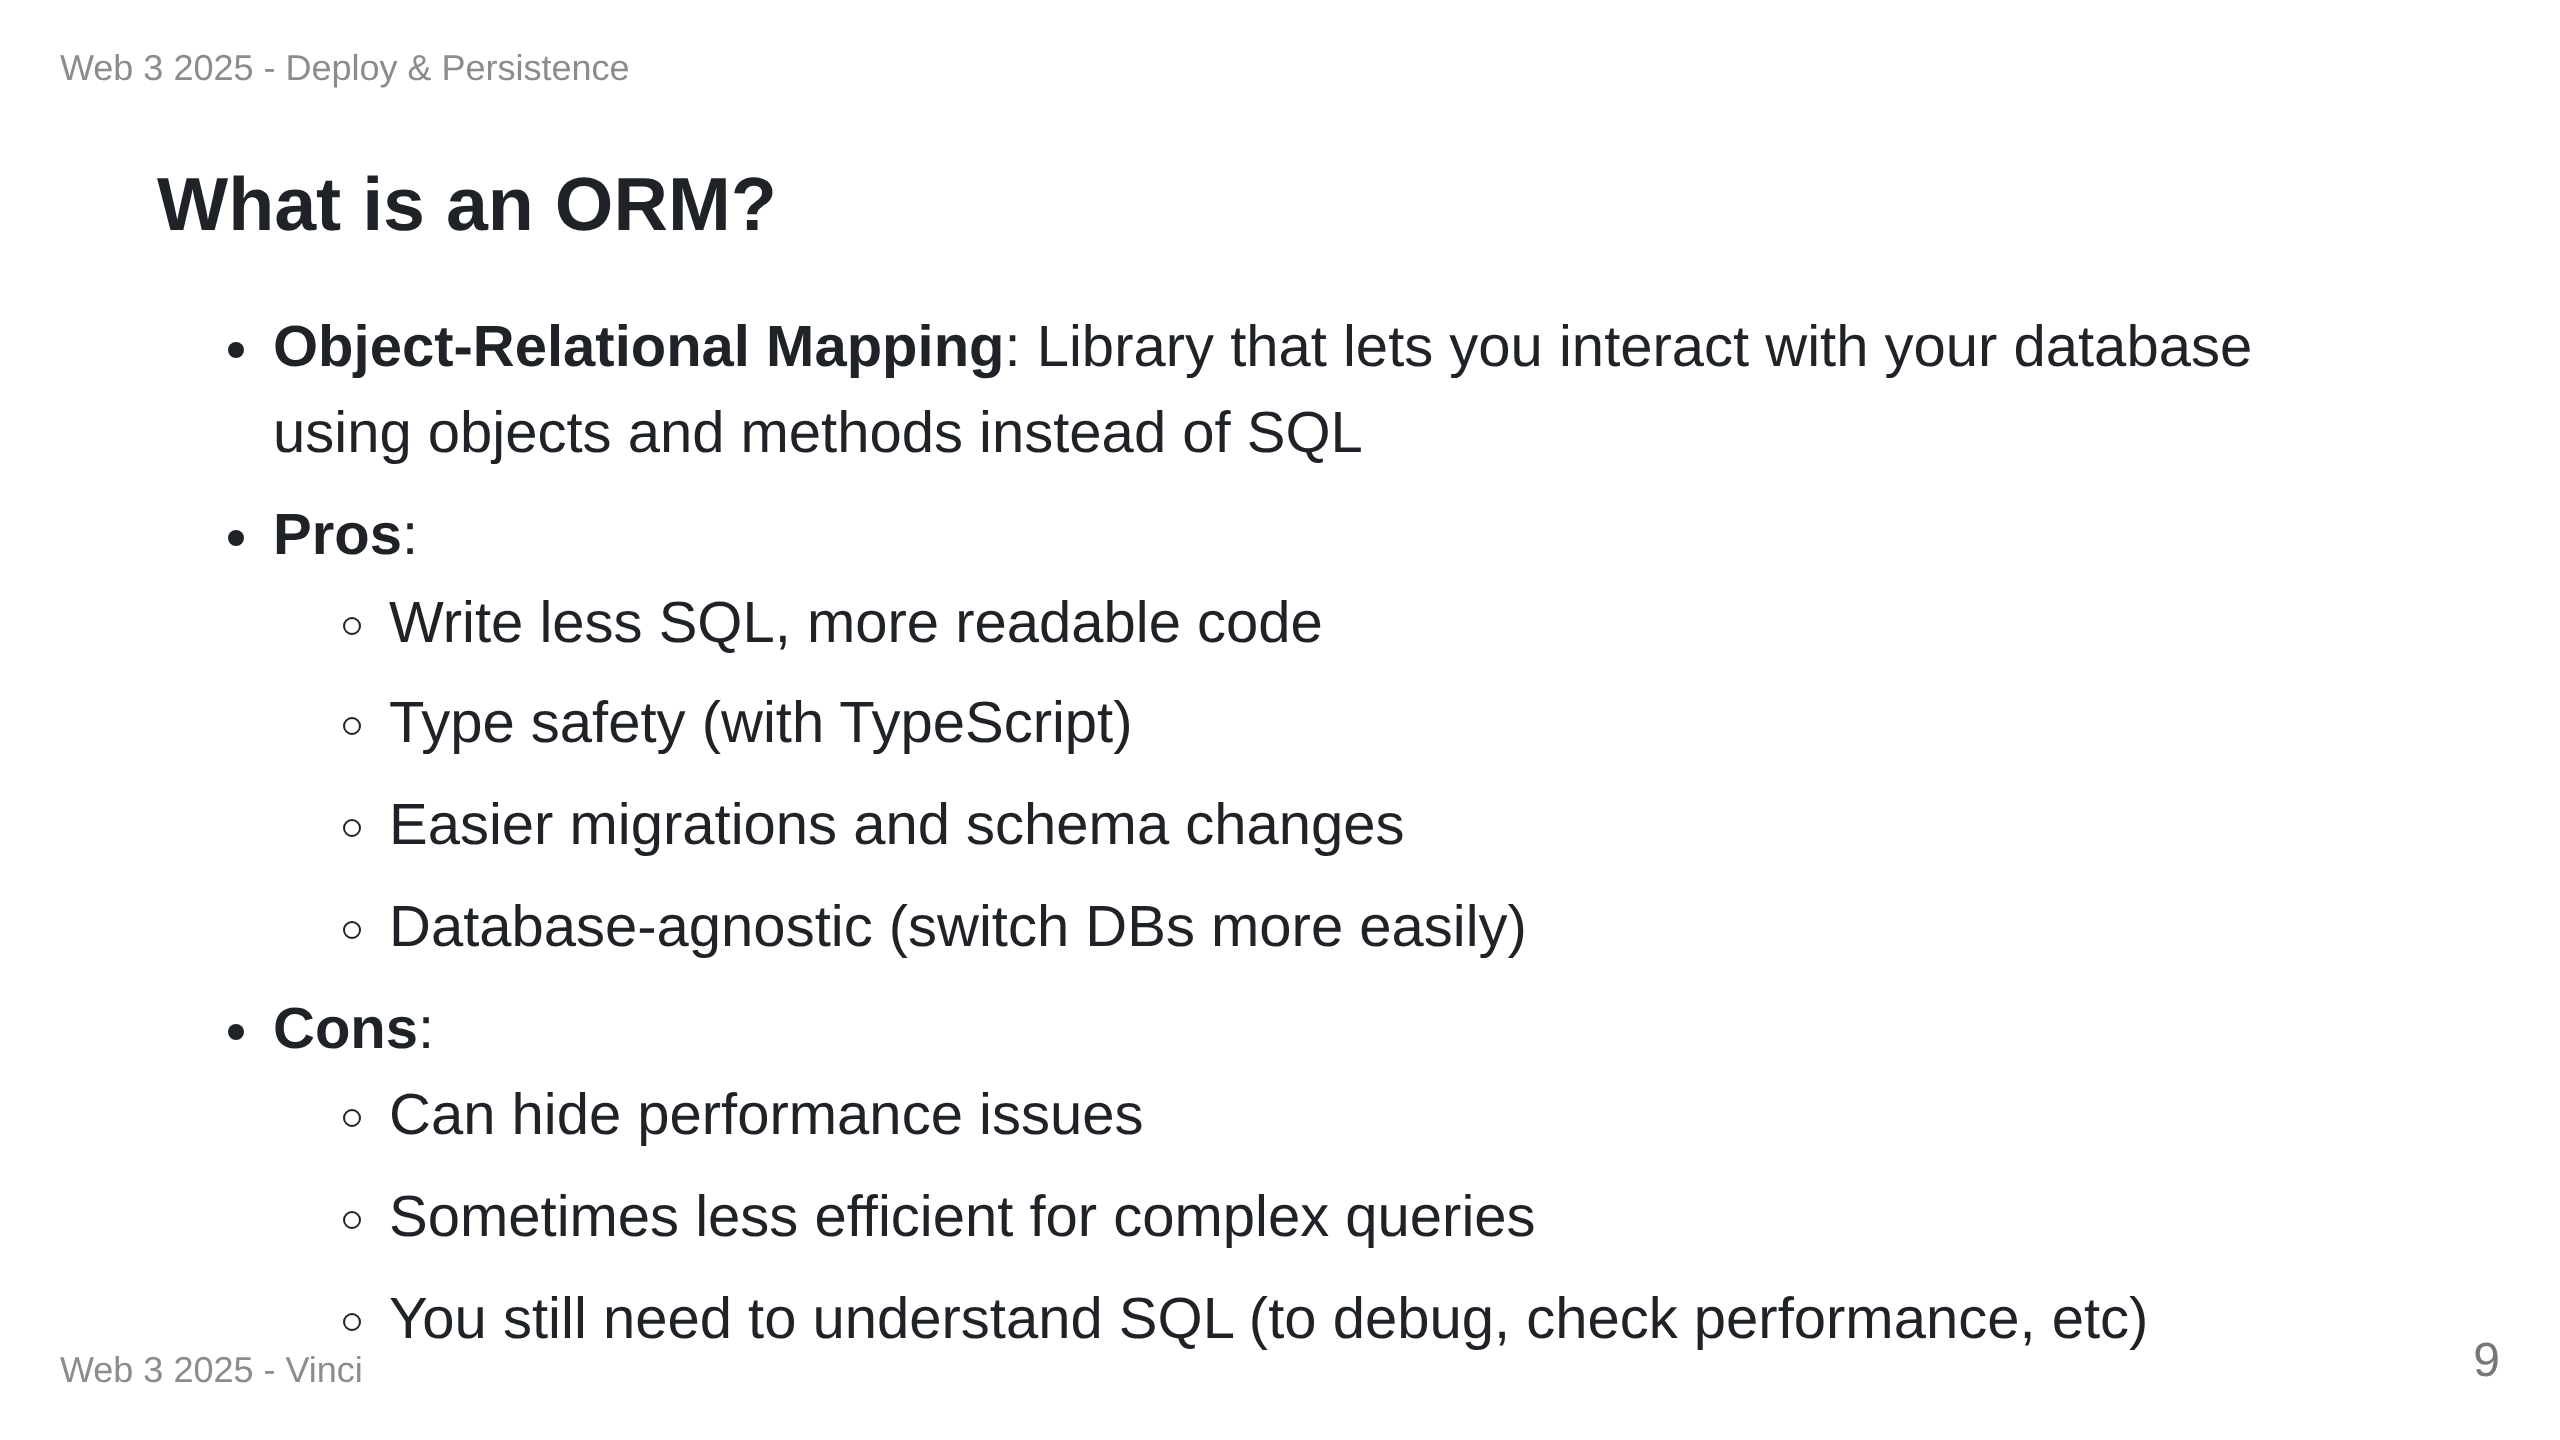 Web 3 2025 - Deploy & Persistence
What is an ORM?
Object-Relational Mapping: Library that lets you interact with your database
using objects and methods instead of SQL
Pros:
Write less SQL, more readable code
Type safety (with TypeScript)
Easier migrations and schema changes
Database-agnostic (switch DBs more easily)
Cons:
Can hide performance issues
Sometimes less efficient for complex queries
You still need to understand SQL (to debug, check performance, etc)
Web 3 2025 - Vinci
9